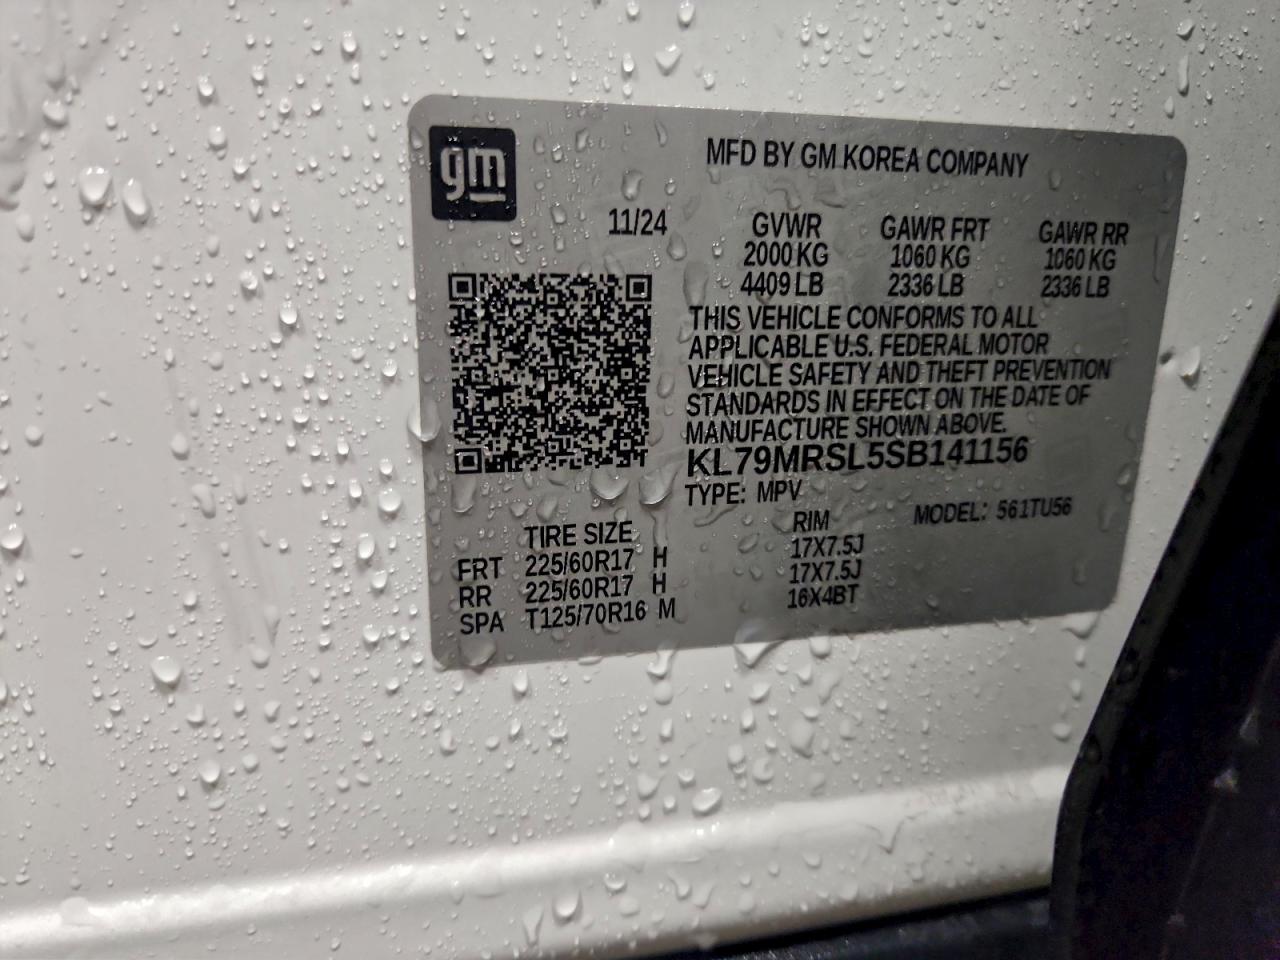 gm
MFD BY GM KOREA COMPANY
11/24
GVWR GAWR FRT GAWR RR
2000 KG 1060 KG 1060 KG
4409 LB 2336 LB 2336 LB
THIS VEHICLE CONFORMS TO ALL
APPLICABLE U.S. FEDERAL MOTOR
VEHICLE SAFETY AND THEFT PREVENTION
STANDARDS IN EFFECT ON THE DATE OF
MANUFACTURE SHOWN ABOVE.
KL79MRSL5SB141156
TYPE: MPV MODEL: 561TU56
TIRE SIZE RIM
FRT 225/60R17 H 17X7.5J
RR 225/60R17 H 17X7.5J
SPA T125/70R16 M 16X4BT